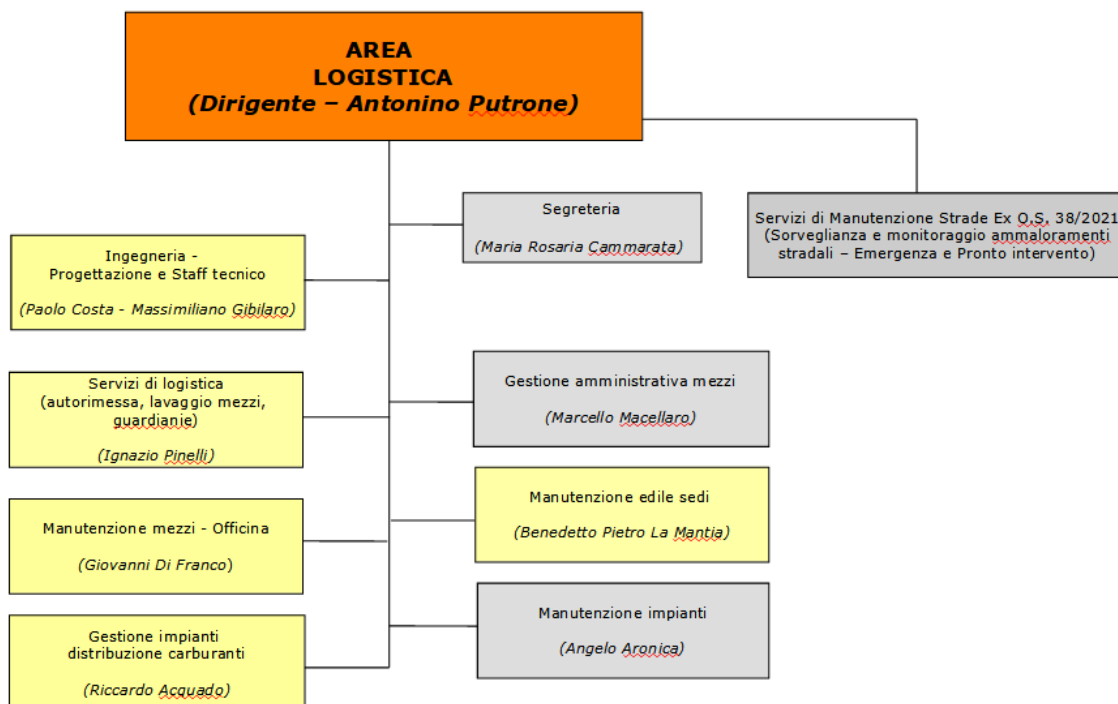 AREA
LOGISTICA
(Dirigente – Antonino Putrone)
Segreteria
(Maria Rosaria Cammarata)
Servizi di Manutenzione Strade Ex O.S. 38/2021
(Sorveglianza e monitoraggio ammaloramenti
stradali – Emergenza e Pronto intervento)
Ingegneria -
Progettazione e Staff tecnico
(Paolo Costa - Massimiliano Gibilaro)
Servizi di logistica
(autorimessa, lavaggio mezzi,
guardianie)
(Ignazio Pinelli)
Gestione amministrativa mezzi
(Marcello Macellaro)
Manutenzione mezzi - Officina
(Giovanni Di Franco)
Manutenzione edile sedi
(Benedetto Pietro La Mantia)
Gestione impianti
distribuzione carburanti
(Riccardo Acquado)
Manutenzione impianti
(Angelo Aronica)